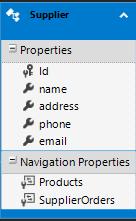 Supplier
Properties
Id
name
address
phone
email
Navigation Properties
Products
SupplierOrders